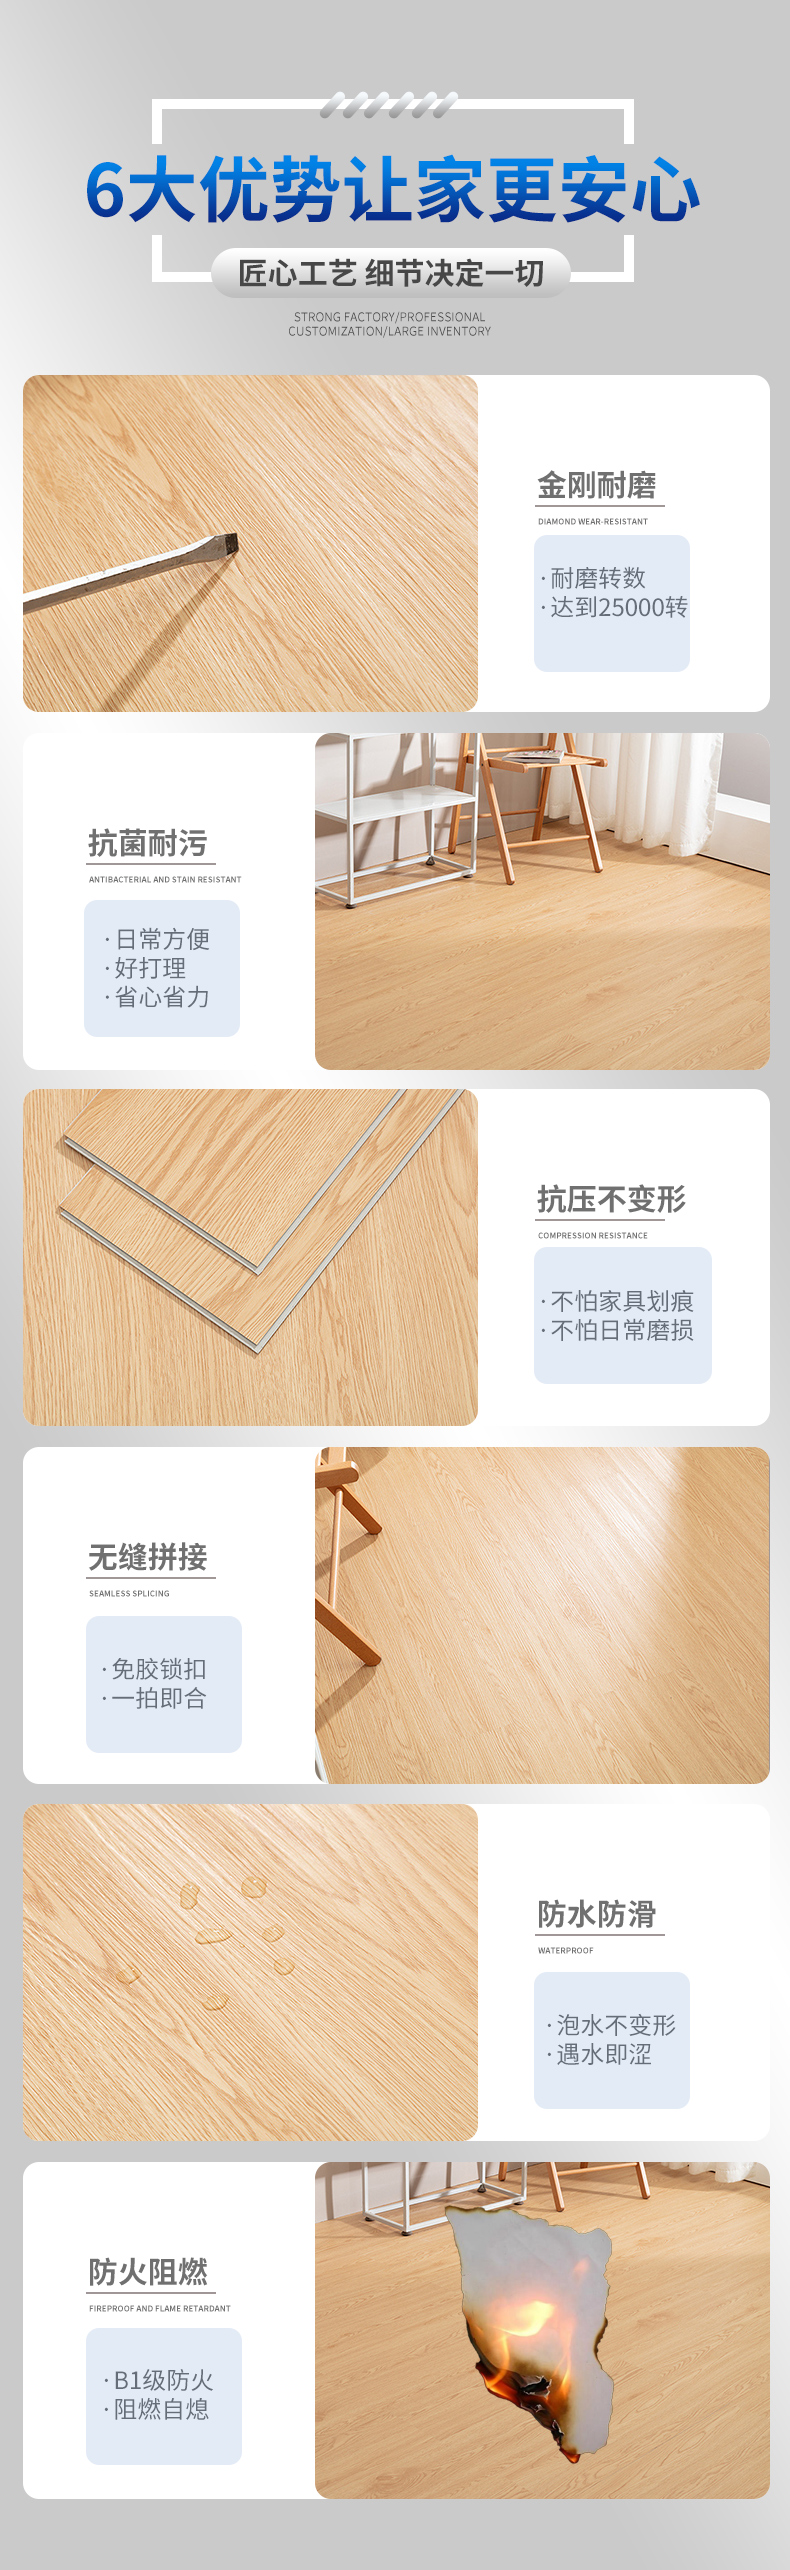 6大优势让家更安心
匠心工艺 细节决定一切
STRONG FACTORY/PROFESSIONAL
CUSTOMIZATION/LARGE INVENTORY
金刚耐磨
DIAMOND WEAR-RESISTANT
·耐磨转数
·达到25000转
抗菌耐污
ANTIBACTERIAL AND STAIN RESISTANT
·日常方便
·好打理
·省心省力
抗压不变形
COMPRESSION RESISTANCE
·不怕家具划痕
·不怕日常磨损
无缝拼接
SEAMLESS SPLICING
·免胶锁扣
·一拍即合
防水防滑
WATERPROOF
·泡水不变形
·遇水即涩
防火阻燃
FIREPROOF AND FLAME RETARDANT
·B1级防火
·阻燃自熄